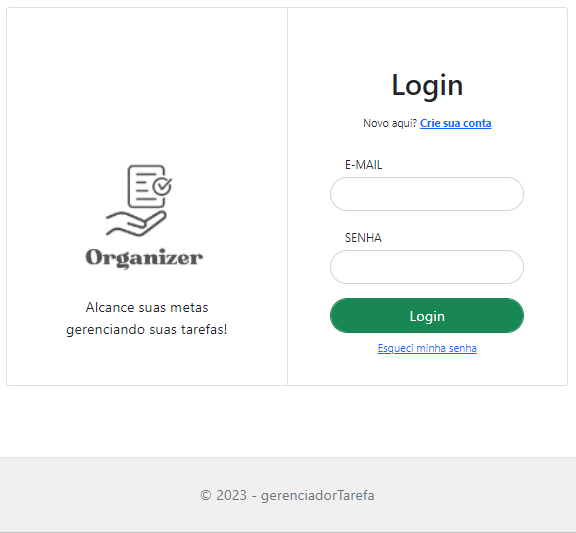 Organizer
Alcance suas metas
gerenciando suas tarefas!
Login
Novo aqui? Crie sua conta
E-MAIL
SENHA
Login
Esqueci minha senha
© 2023 - gerenciadorTarefa